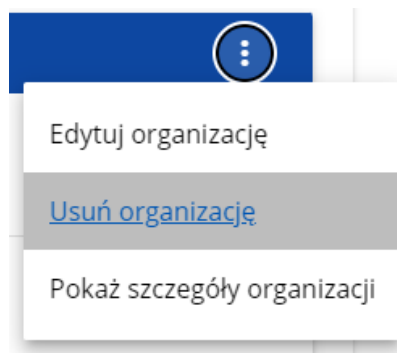 Edytuj organizację
Usuń organizację
Pokaż szczegóły organizacji